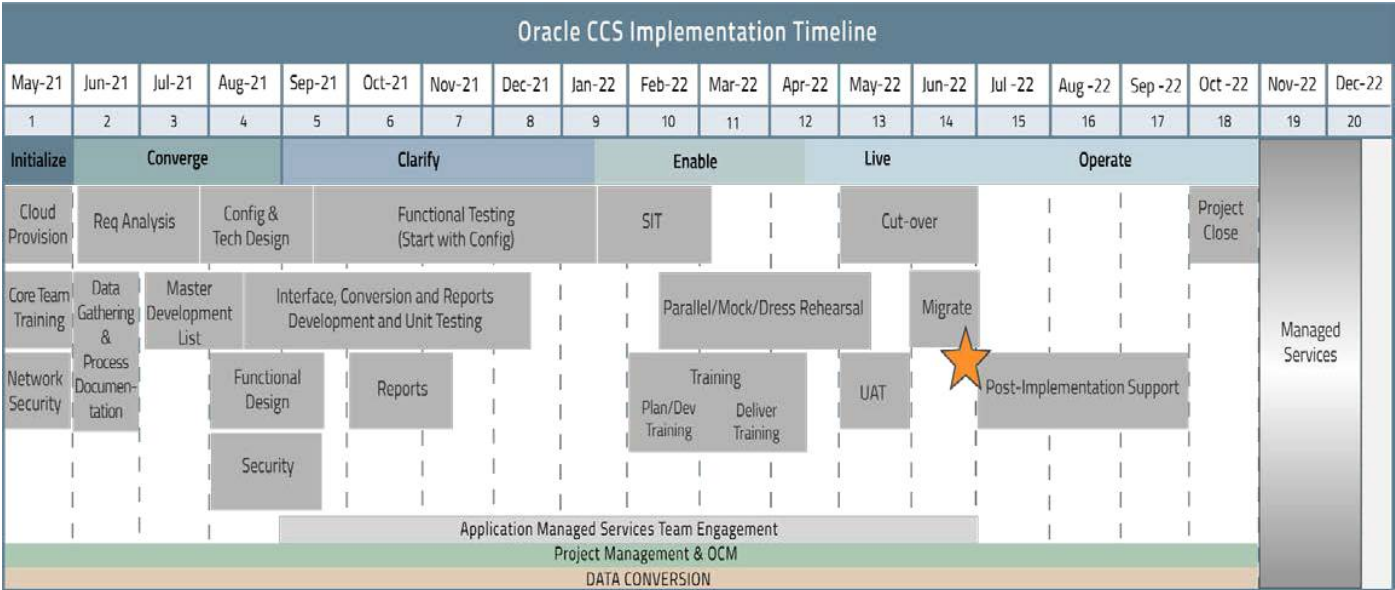 Oracle CCS Implementation Timeline
May-21 Jun-21 Jul-21 Aug-21 Sep-21 Oct-21 Nov-21 Dec-21 Jan-22 Feb-22 Mar-22 Apr-22 May-22 Jun-22 Jul -22 Aug -22 Sep -22 Oct -22 Nov-22 Dec-22
1 2 3 4 5 6 7 8 9 10 11 12 13 14 15 16 17 18 19 20
Initialize Converge Clarify Enable Live Operate
Cloud
Provision
Req Analysis
Config &
Tech Design
Functional Testing
(Start with Config)
SIT
Cut-over
Project
Close
Core Team
Training
Data
Gathering
&
Process
Documen-
tation
Master
Development
List
Interface, Conversion and Reports
Development and Unit Testing
Parallel/Mock/Dress Rehearsal
Migrate
Managed
Services
Network
Security
Functional
Design
Reports
Training
Plan/Dev
Training
Deliver
Training
UAT
Post-Implementation Support
Security
Application Managed Services Team Engagement
Project Management & OCM
DATA CONVERSION